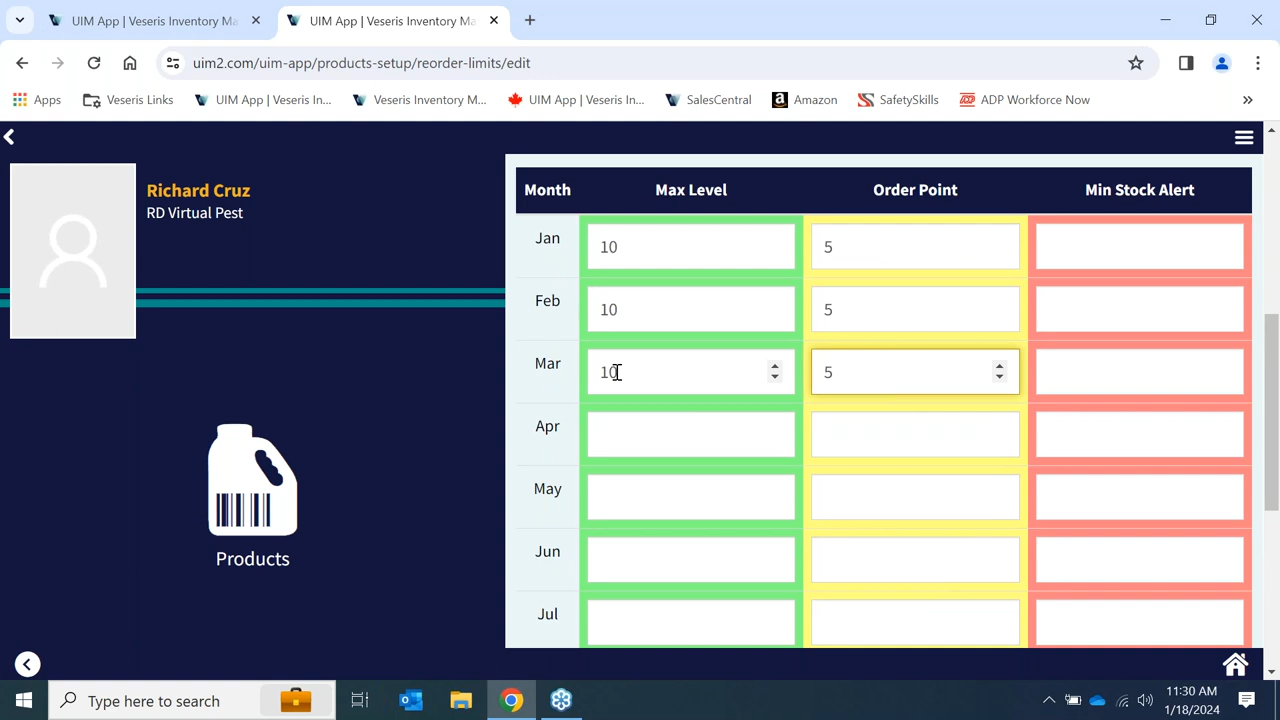 UIM App | Veseris Inventory Ma
UIM App | Veseris Inventory Ma
uim2.com/uim-app/products-setup/reorder-limits/edit
Apps
Veseris Links
UIM App | Veseris In...
Veseris Inventory M...
UIM App | Veseris In...
SalesCentral
Amazon
SafetySkills
ADP Workforce Now
Richard Cruz
RD Virtual Pest
Products
Month Max Level Order Point Min Stock Alert
Jan 10 5
Feb 10 5
Mar 10 5
Apr
May
Jun
Jul
Type here to search
11:30 AM
1/18/2024